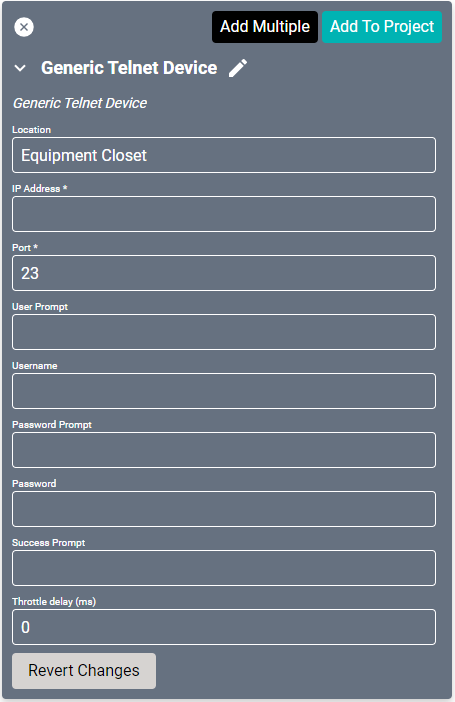 Add Multiple
Add To Project
Generic Telnet Device
Generic Telnet Device
Location
Equipment Closet
IP Address *
Port *
23
User Prompt
Username
Password Prompt
Password
Success Prompt
Throttle delay (ms)
0
Revert Changes